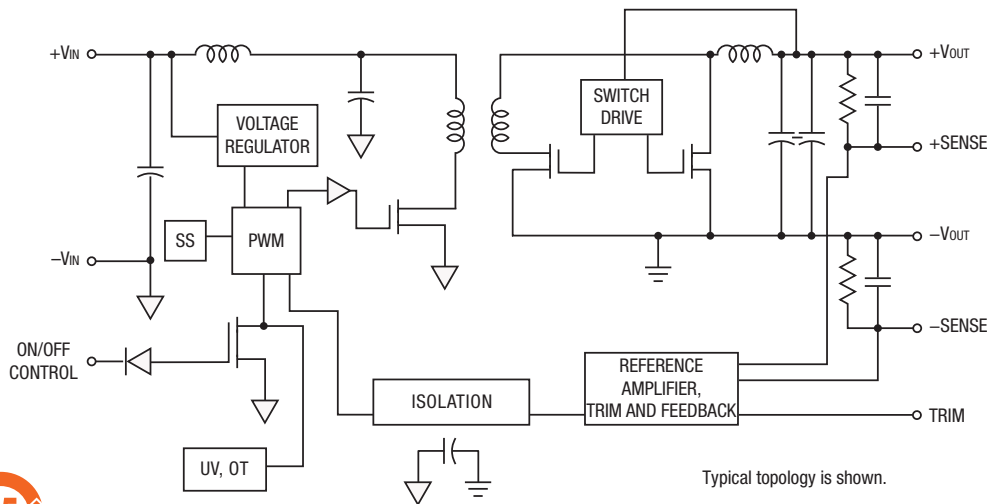 +VIN
VOLTAGE
REGULATOR
SWITCH
DRIVE
+VOUT
+SENSE
SS
PWM
−VIN
−VOUT
ON/OFF
CONTROL
−SENSE
REFERENCE
AMPLIFIER,
TRIM AND FEEDBACK
ISOLATION
TRIM
UV, OT
Typical topology is shown.